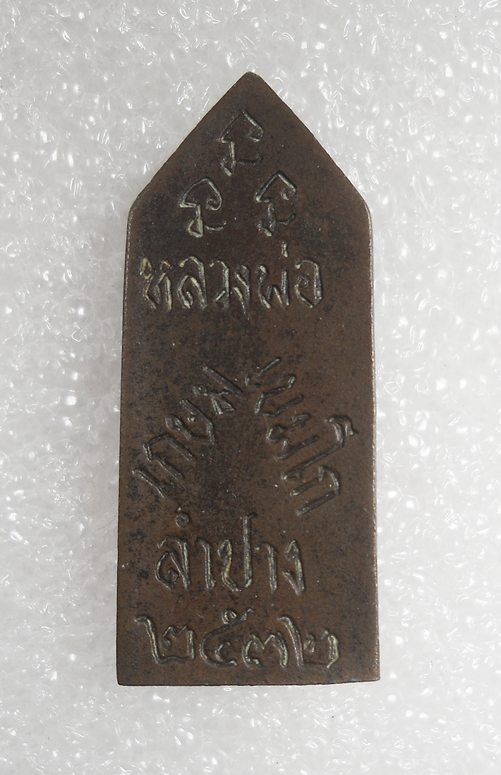 หลวงพ่อ
เกษม เขมโก
ลำปาง
๒๕๓๒